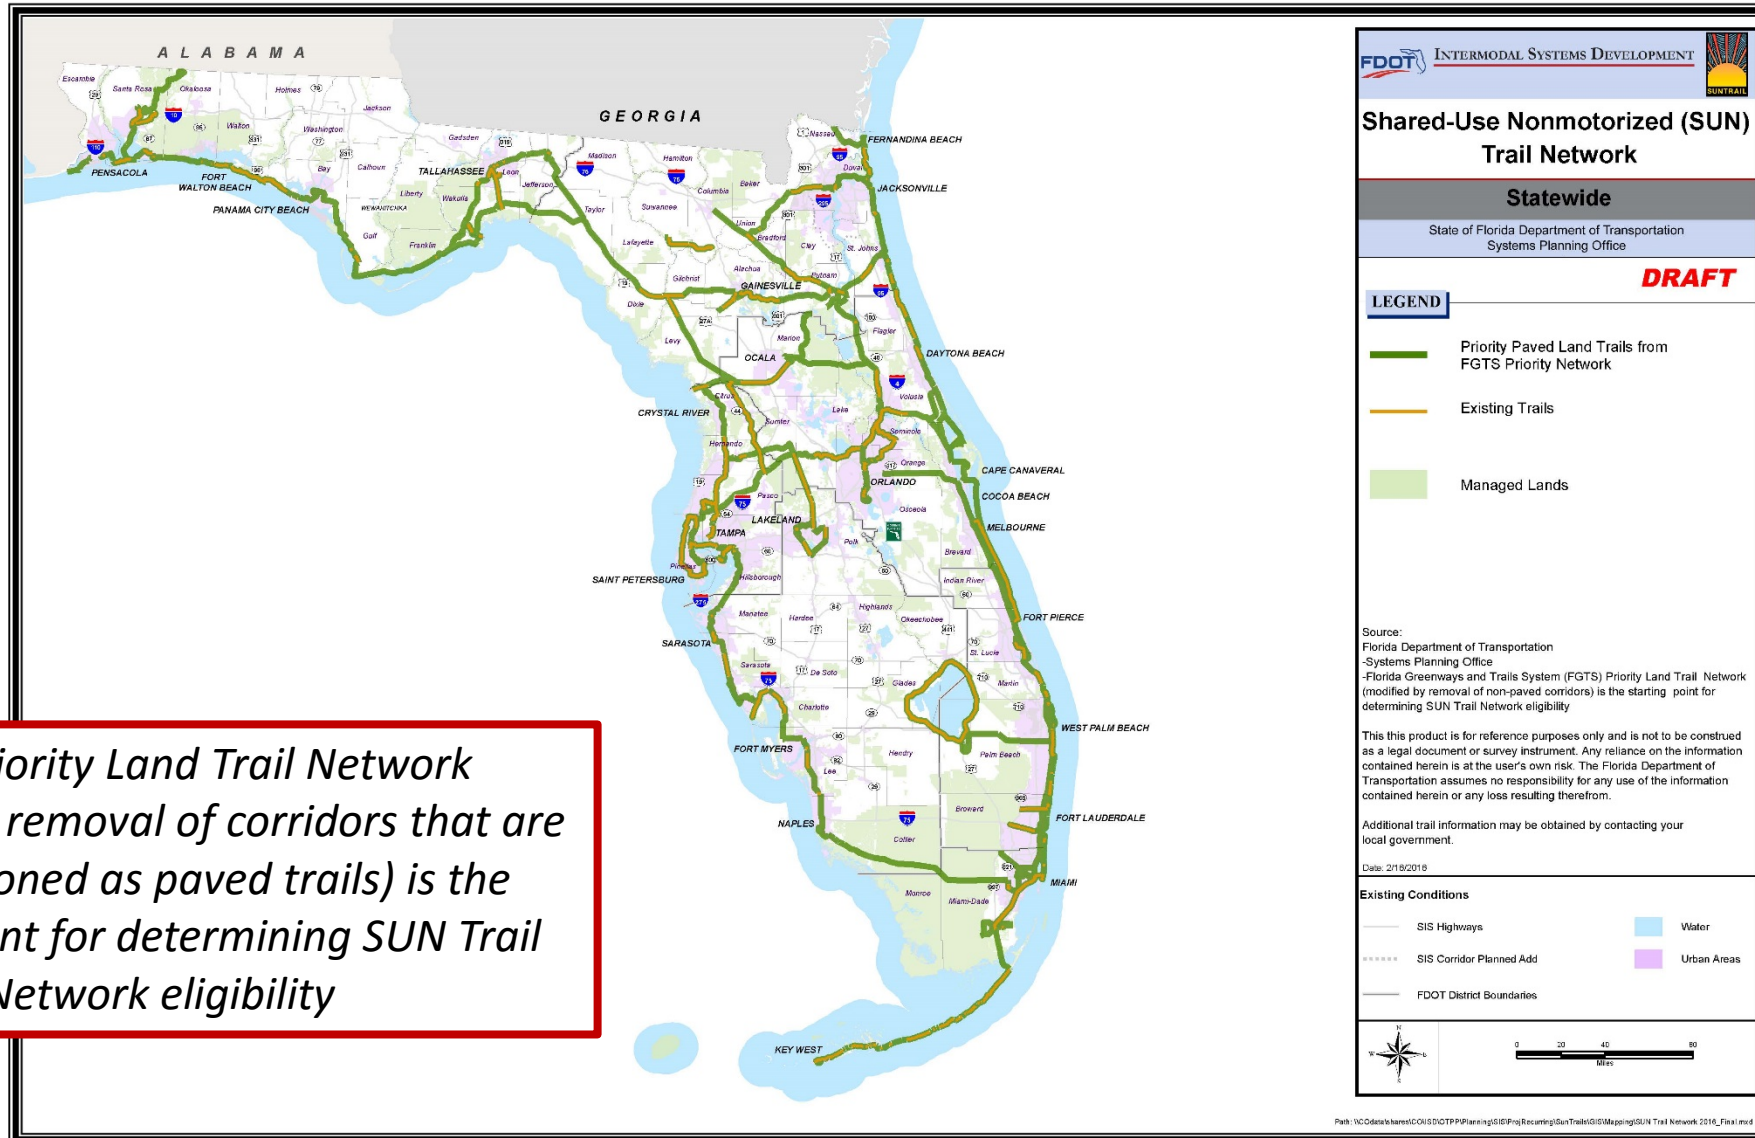 ALABAMA
GEORGIA
Escambia
Santa Rosa
Okaloosa
Holmes
Jackson
Walton
Washington
Gadsden
Bay
Calhoun
Liberty
Wakulla
Leon
Jefferson
Madison
Hamilton
Taylor
Suwannee
Columbia
Baker
Nassau
Duval
Union
Bradford
Clay
St. Johns
Lafayette
Gulf
Franklin
WEWAHITCHKA
Gilchrist
Alachua
Putnam
Dixie
Levy
Marion
Flagler
Volusia
Citrus
Sumter
Lake
Seminole
Hernando
Orange
Pasco
Osceola
Polk
Brevard
Pinellas
Hillsborough
Indian River
Manatee
Hardee
Highlands
Okeechobee
St. Lucie
Sarasota
De Soto
Glades
Martin
Charlotte
Lee
Hendry
Palm Beach
Broward
Collier
Monroe
Miami-Dade
PENSACOLA
FORT
WALTON BEACH
PANAMA CITY BEACH
TALLAHASSEE
FERNANDINA BEACH
JACKSONVILLE
GAINESVILLE
OCALA
DAYTONA BEACH
CRYSTAL RIVER
ORLANDO
CAPE CANAVERAL
COCOA BEACH
MELBOURNE
LAKELAND
TAMPA
SAINT PETERSBURG
SARASOTA
FORT PIERCE
FORT MYERS
WEST PALM BEACH
NAPLES
FORT LAUDERDALE
MIAMI
KEY WEST
iority Land Trail Network
removal of corridors that are
oned as paved trails) is the
nt for determining SUN Trail
Network eligibility
FDOT INTERMODAL SYSTEMS DEVELOPMENT
SUNTRAIL
Shared-Use Nonmotorized (SUN)
Trail Network
Statewide
State of Florida Department of Transportation
Systems Planning Office
DRAFT
LEGEND
Priority Paved Land Trails from
FGTS Priority Network
Existing Trails
Managed Lands
Source:
Florida Department of Transportation
-Systems Planning Office
-Florida Greenways and Trails System (FGTS) Priority Land Trail Network
(modified by removal of non-paved corridors) is the starting point for
determining SUN Trail Network eligibility
This this product is for reference purposes only and is not to be construed
as a legal document or survey instrument. Any reliance on the information
contained herein is at the user's own risk. The Florida Department of
Transportation assumes no responsibility for any use of the information
contained herein or any loss resulting therefrom.
Additional trail information may be obtained by contacting your
local government.
Date: 2/16/2016
Existing Conditions
SIS Highways
Water
SIS Corridor Planned Add
Urban Areas
FDOT District Boundaries
N
W E
S
0 20 40 80
Miles